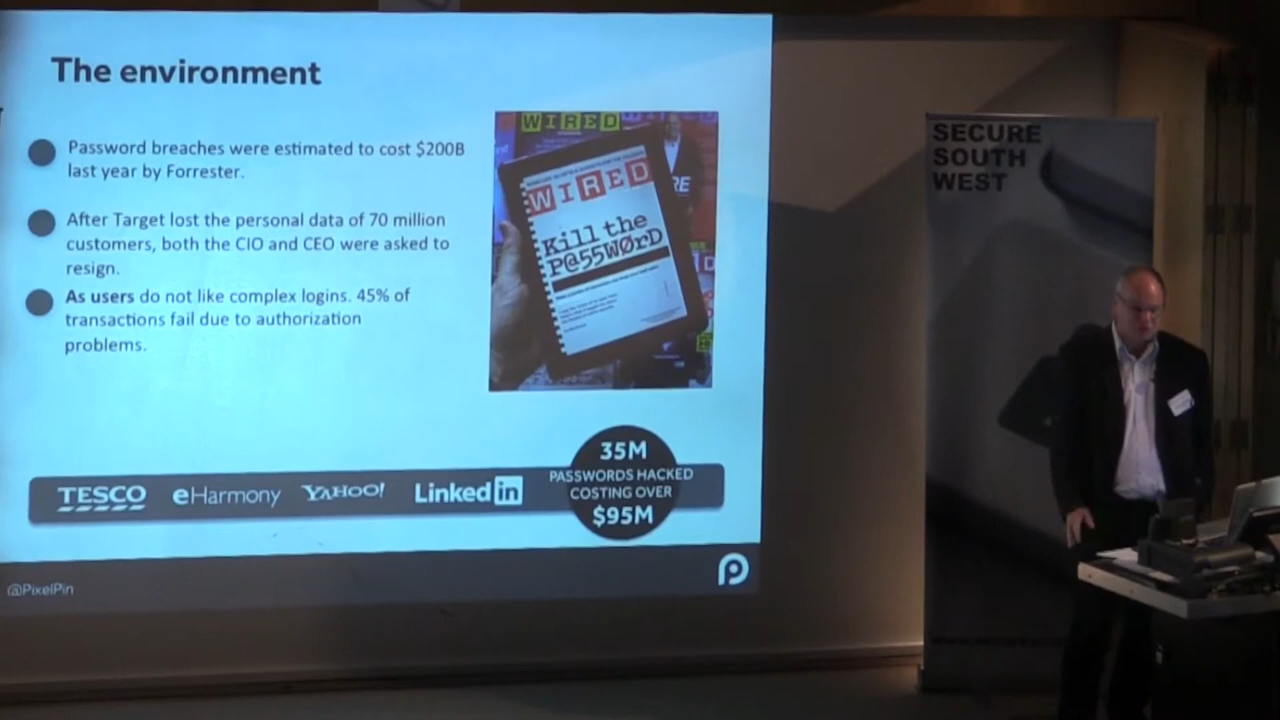 The environment
Password breaches were estimated to cost $200B
last year by Forrester.
After Target lost the personal data of 70 million
customers, both the CIO and CEO were asked to
resign.
As users do not like complex logins. 45% of
transactions fail due to authorization
problems.
WIRED
WIRED
Kill the
P@55WØrD
TESCO
eHarmony
YAHOO!
Linked in
35M
PASSWORDS HACKED
COSTING OVER
$95M
@PixelPin
SECURE
SOUTH
WEST